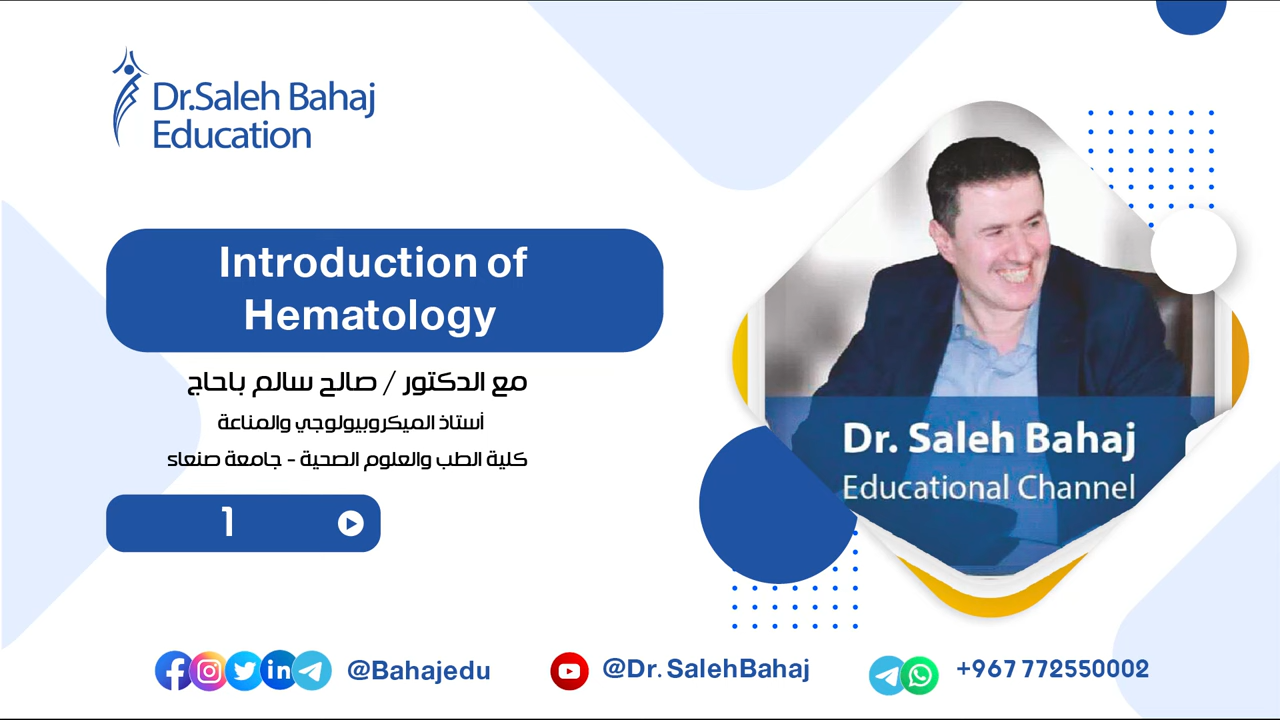 Dr.Saleh Bahaj
Education
Introduction of
Hematology
مع الدكتور / صالح سالم باحاج
أستاذ الميكروبيولوجي والمناعة
كلية الطب والعلوم الصحية - جامعة صنعاء
1
Dr. Saleh Bahaj
Educational Channel
@Bahajedu
@Dr. SalehBahaj
+967 772550002